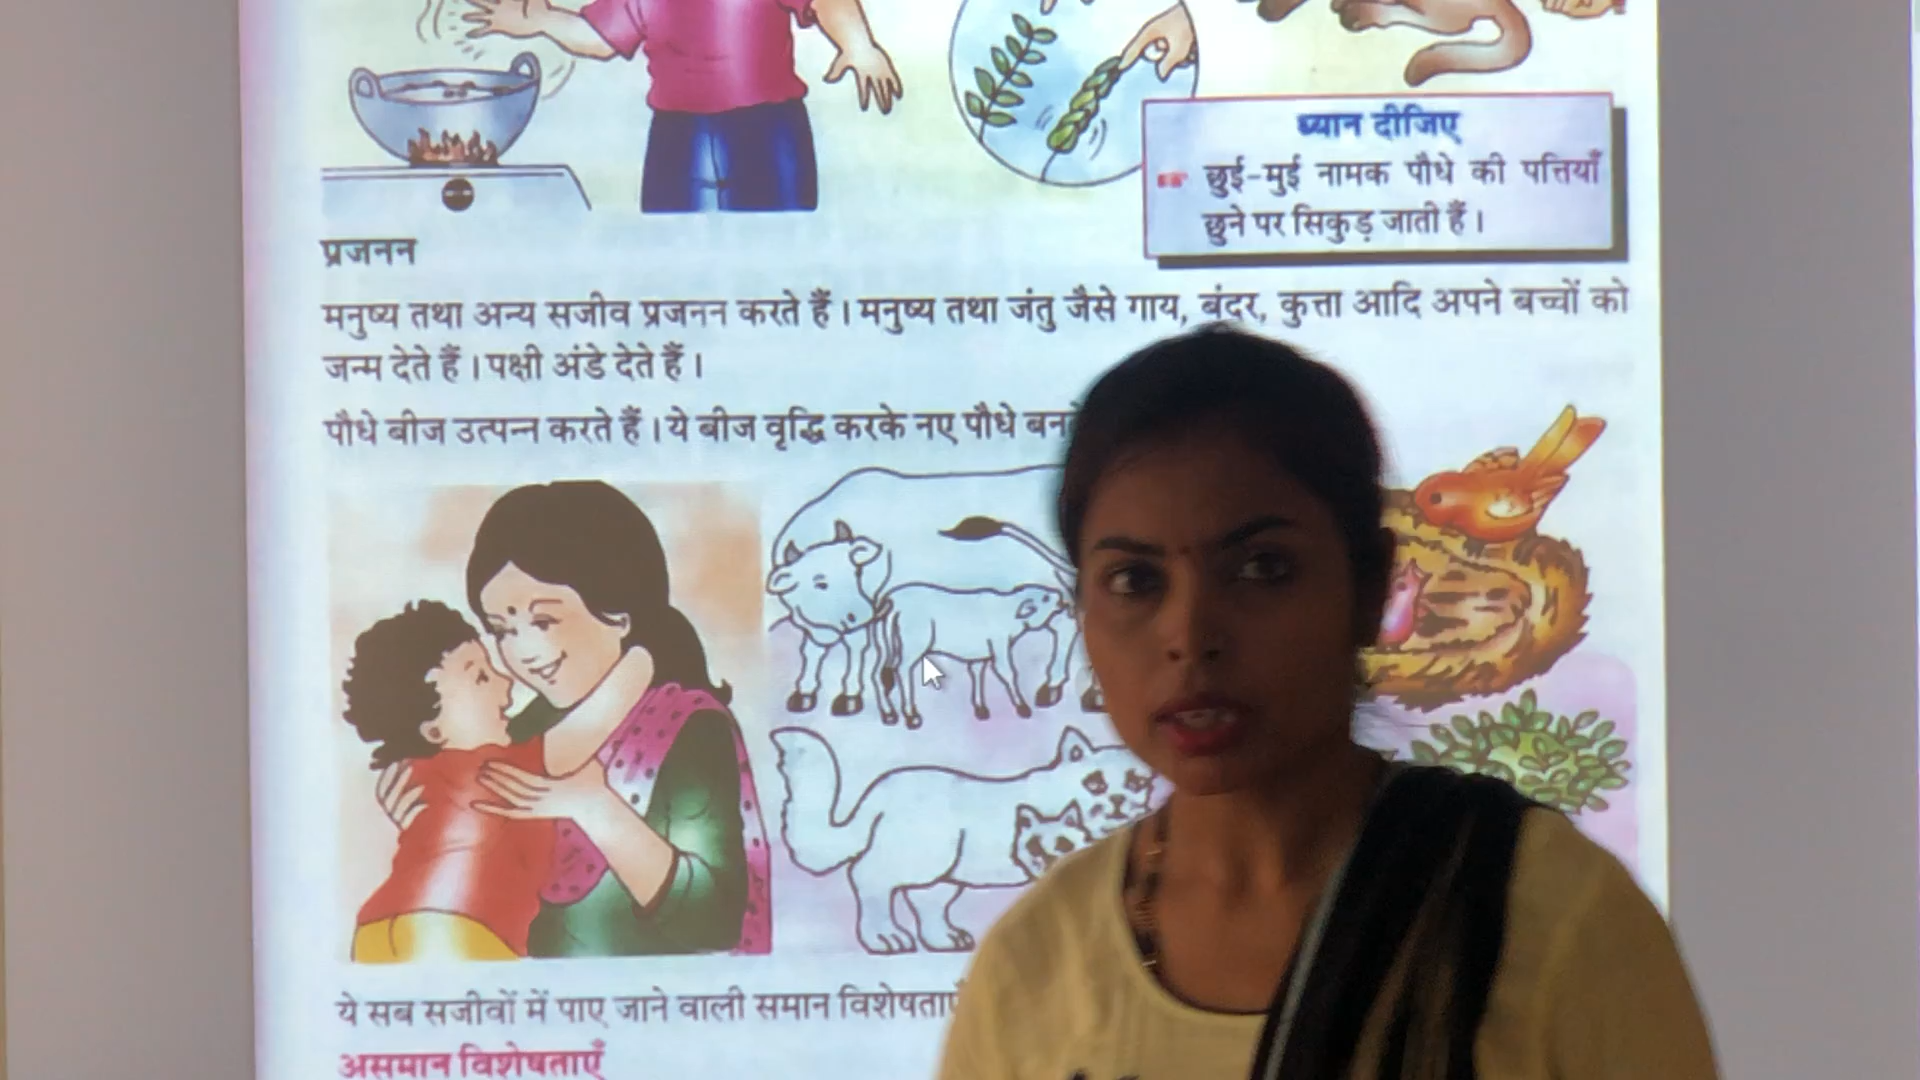 ध्यान दीजिए
छुई-मुई नामक पौधे की पत्तियाँ
छुने पर सिकुड़ जाती हैं।
प्रजनन
मनुष्य तथा अन्य सजीव प्रजनन करते हैं। मनुष्य तथा जंतु जैसे गाय, बंदर, कुत्ता आदि अपने बच्चों को
जन्म देते हैं। पक्षी अंडे देते हैं।
पौधे बीज उत्पन्न करते हैं। ये बीज वृद्धि करके नए पौधे
ये सब सजीवों में पाए जाने वाली समान विशेषताएँ
असमान विशेषताएँ